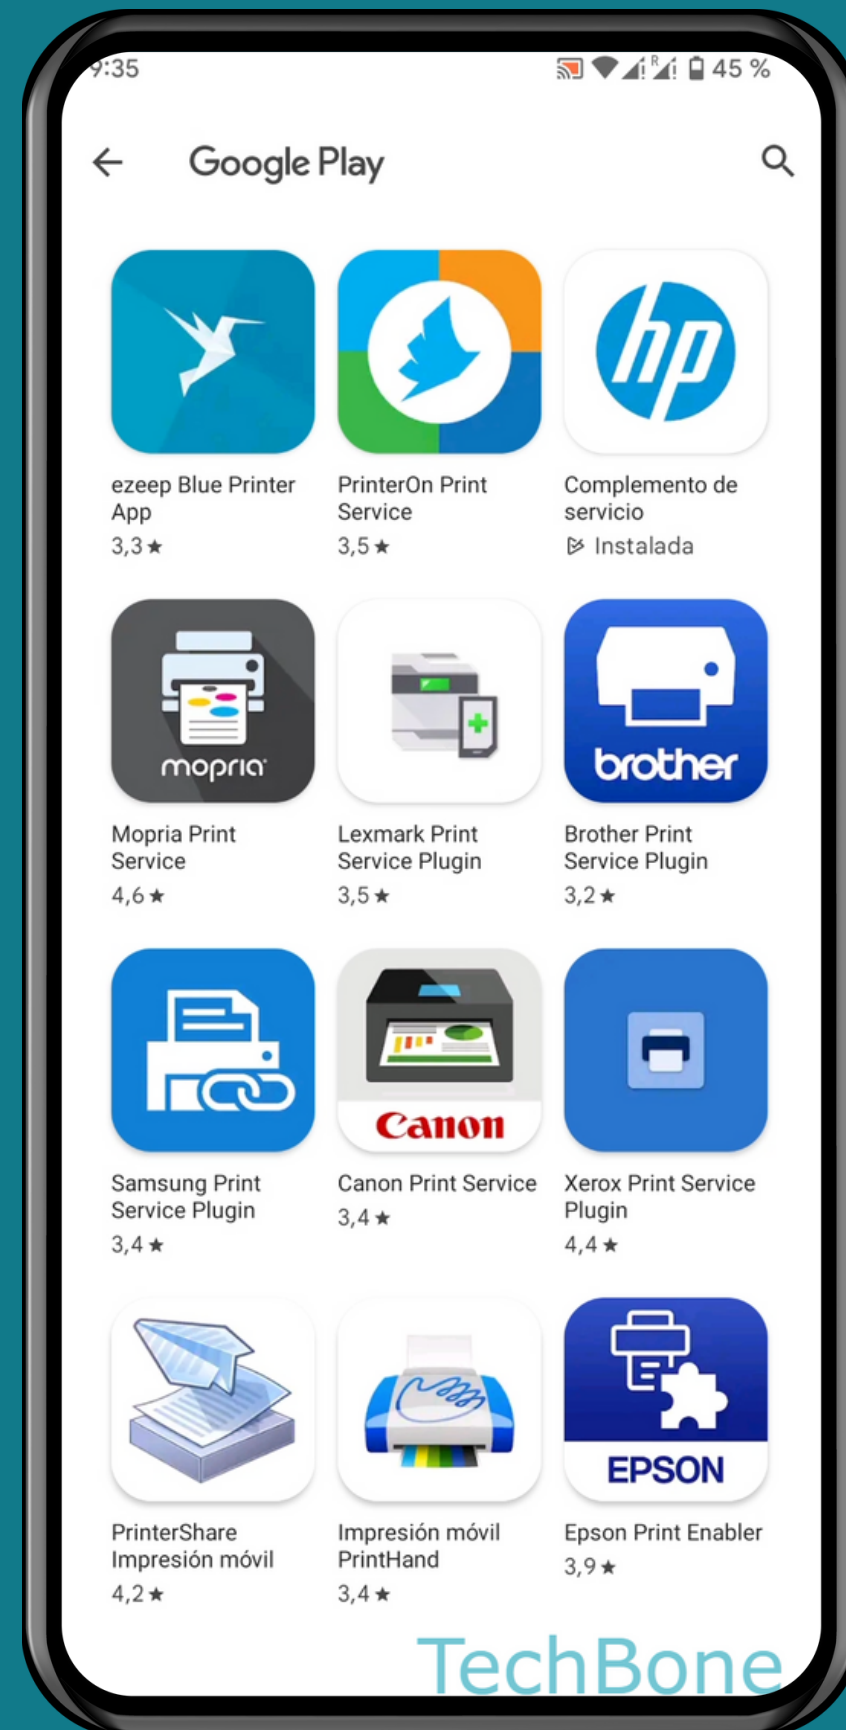 9:35
R
45 %
Google Play
hp
ezeep Blue Printer
App
3,3★
PrinterOn Print
Service
3,5★
Complemento de
servicio
Instalada
mopria
brother
Mopria Print
Service
4,6★
Lexmark Print
Service Plugin
3,5★
Brother Print
Service Plugin
3,2★
Canon
Samsung Print
Service Plugin
3,4★
Canon Print Service
3,4★
Xerox Print Service
Plugin
4,4★
EPSON
PrinterShare
Impresión móvil
4,2★
Impresión móvil
PrintHand
3,4★
Epson Print Enabler
3,9★
TechBone